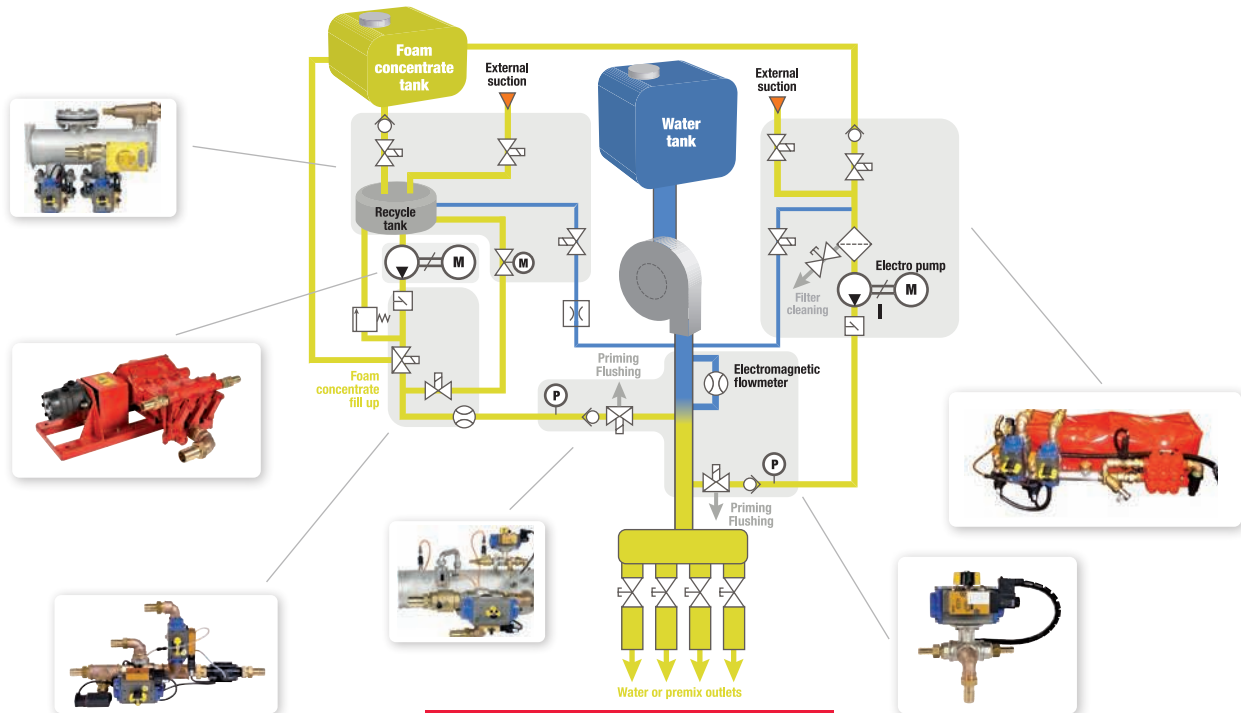 Foam
concentrate
tank
External
suction
Water
tank
External
suction
Recycle
tank
M
M
Electro pump
M
Filter
cleaning
Priming
Flushing
Electromagnetic
flowmeter
Foam
concentrate
fill up
P
P
Priming
Flushing
Water or premix outlets